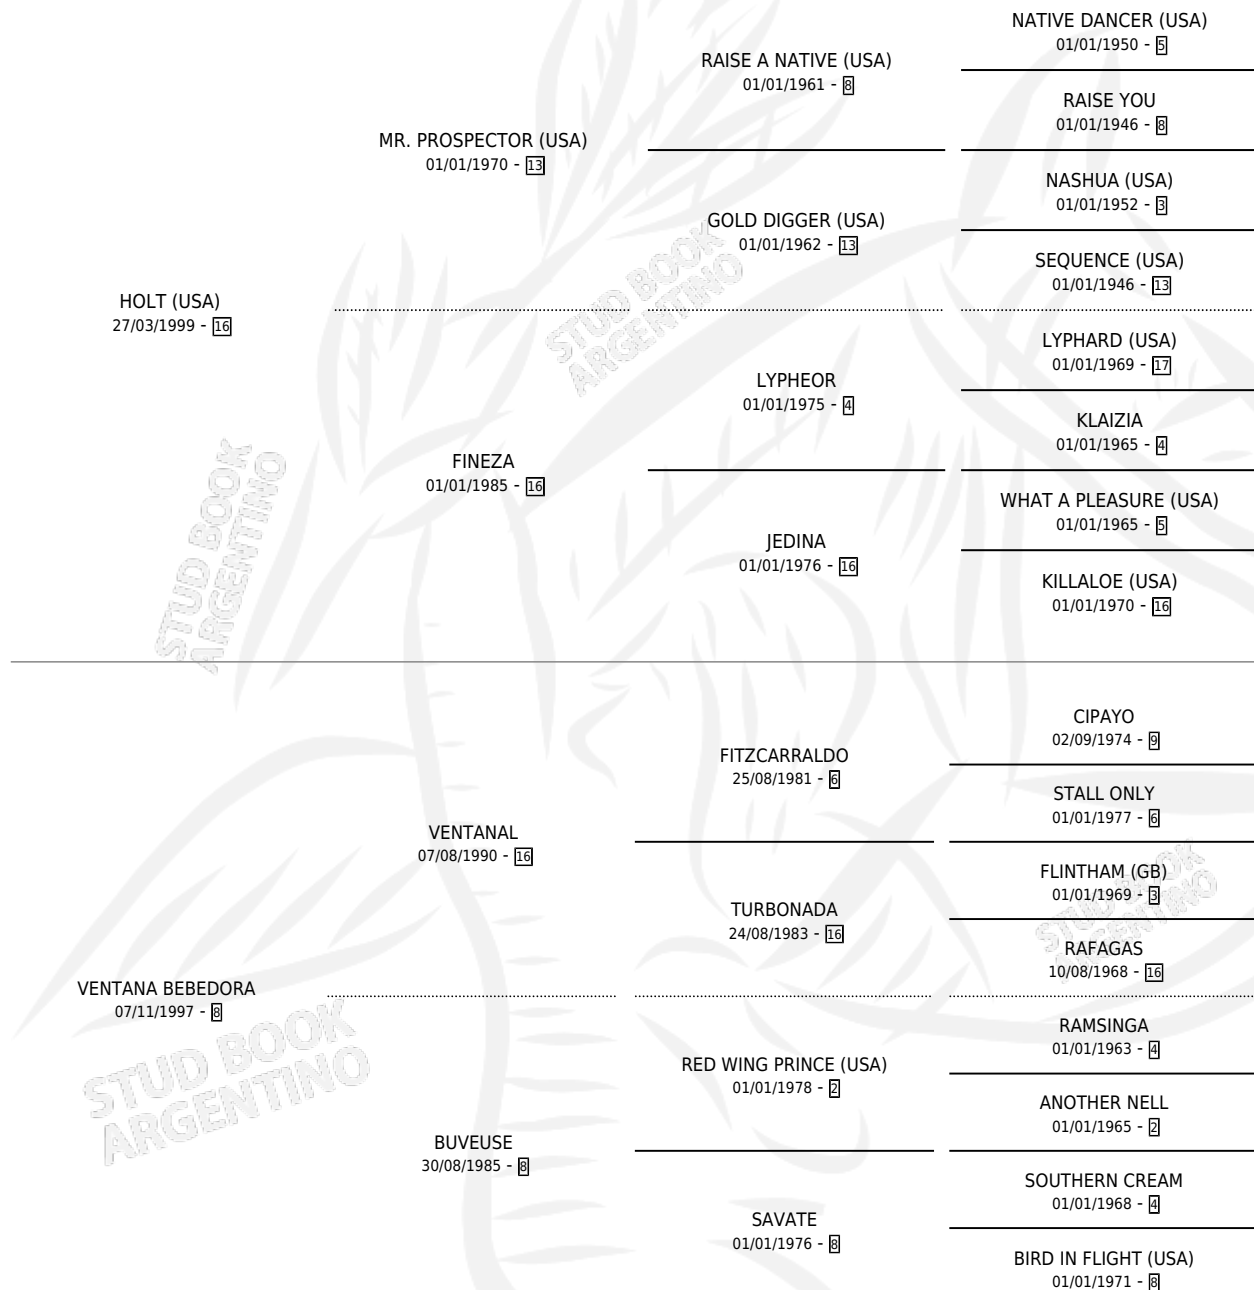 NATIVE DANCER (USA)
01/01/1950 - 5
RAISE A NATIVE (USA)
01/01/1961 - 8
RAISE YOU
01/01/1946 - 8
MR. PROSPECTOR (USA)
01/01/1970 - 13
NASHUA (USA)
01/01/1952 - 3
GOLD DIGGER (USA)
01/01/1962 - 13
SEQUENCE (USA)
01/01/1946 - 13
HOLT (USA)
27/03/1999 - 16
STUD BOOK
ARGENTINO
LYPHARD (USA)
01/01/1969 - 17
LYPHEOR
01/01/1975 - 4
KLAIZIA
01/01/1965 - 4
FINEZA
01/01/1985 - 16
WHAT A PLEASURE (USA)
01/01/1965 - 5
JEDINA
01/01/1976 - 16
KILLALOE (USA)
01/01/1970 - 16
STUD BOOK
ARGENTINO
CIPAYO
02/09/1974 - 9
FITZCARRALDO
25/08/1981 - 6
STALL ONLY
01/01/1977 - 6
VENTANAL
07/08/1990 - 16
FLINTHAM (GB)
01/01/1969 - 3
TURBONADA
24/08/1983 - 16
RAFAGAS
10/08/1968 - 16
STUD BOOK
ARGENTINO
VENTANA BEBEDORA
07/11/1997 - 8
RAMSINGA
01/01/1963 - 4
RED WING PRINCE (USA)
01/01/1978 - 2
ANOTHER NELL
01/01/1965 - 2
STUD BOOK
ARGENTINO
BUVEUSE
30/08/1985 - 8
SOUTHERN CREAM
01/01/1968 - 4
SAVATE
01/01/1976 - 8
BIRD IN FLIGHT (USA)
01/01/1971 - 8